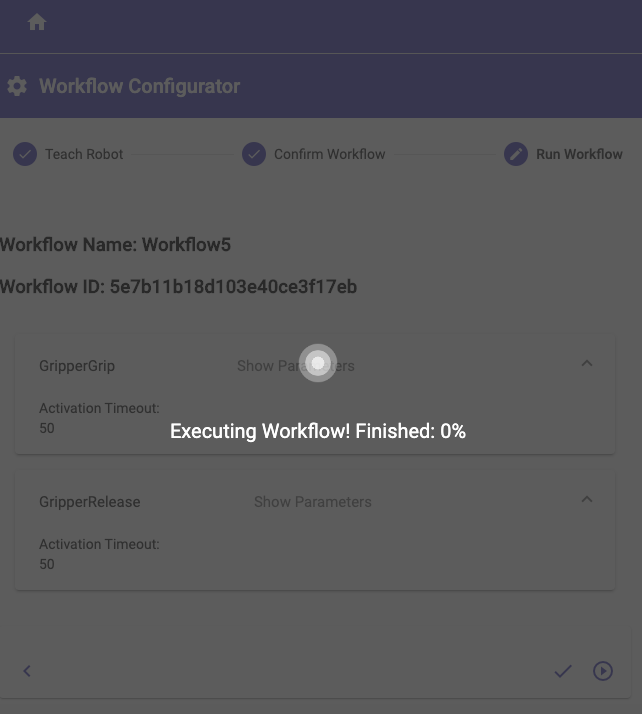 Workflow Configurator
Teach Robot
Confirm Workflow
Run Workflow
Workflow Name: Workflow5
Workflow ID: 5e7b11b18d103e40ce3f17eb
GripperGrip
Show Parameters
Activation Timeout:
50
Executing Workflow! Finished: 0%
GripperRelease
Show Parameters
Activation Timeout:
50